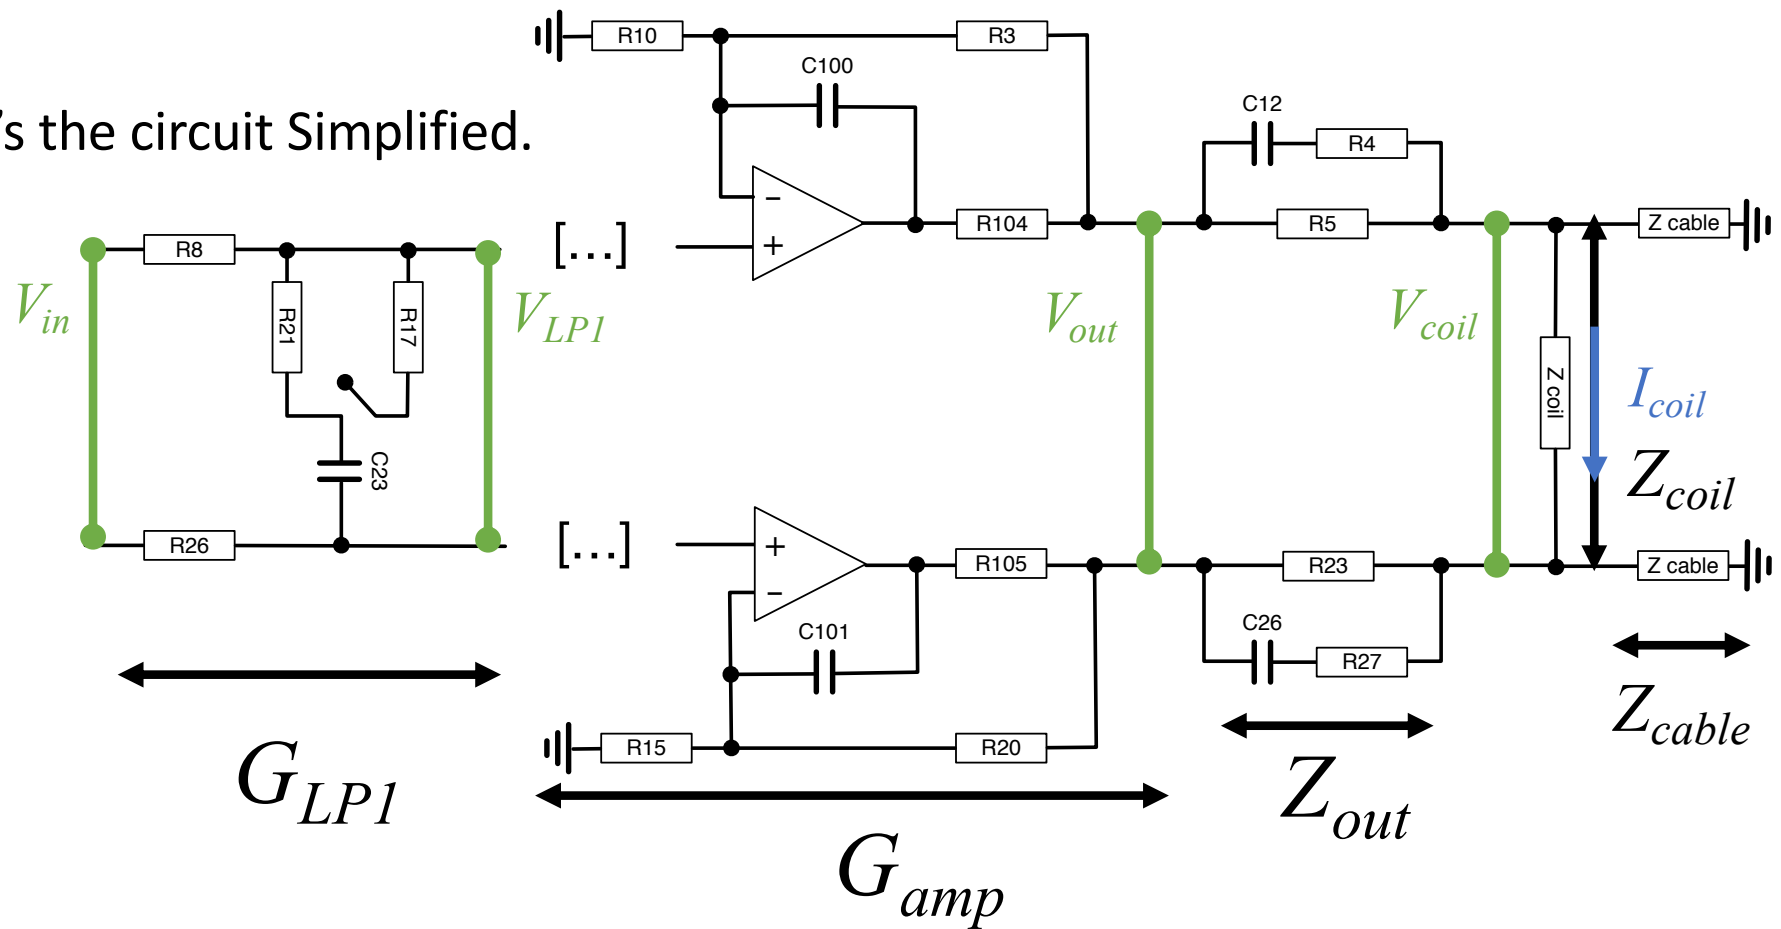 's the circuit Simplified.
R10
R3
C100
C12
R4
R8
[...]
−
+
R104
R5
Z cable
V_in
R21
R17
V_LP1
V_out
V_coil
Z coil
I_coil
Z_coil
C23
R26
[...]
+
−
R105
R23
Z cable
C101
C26
R27
R15
R20
G_LP1
G_amp
Z_out
Z_cable